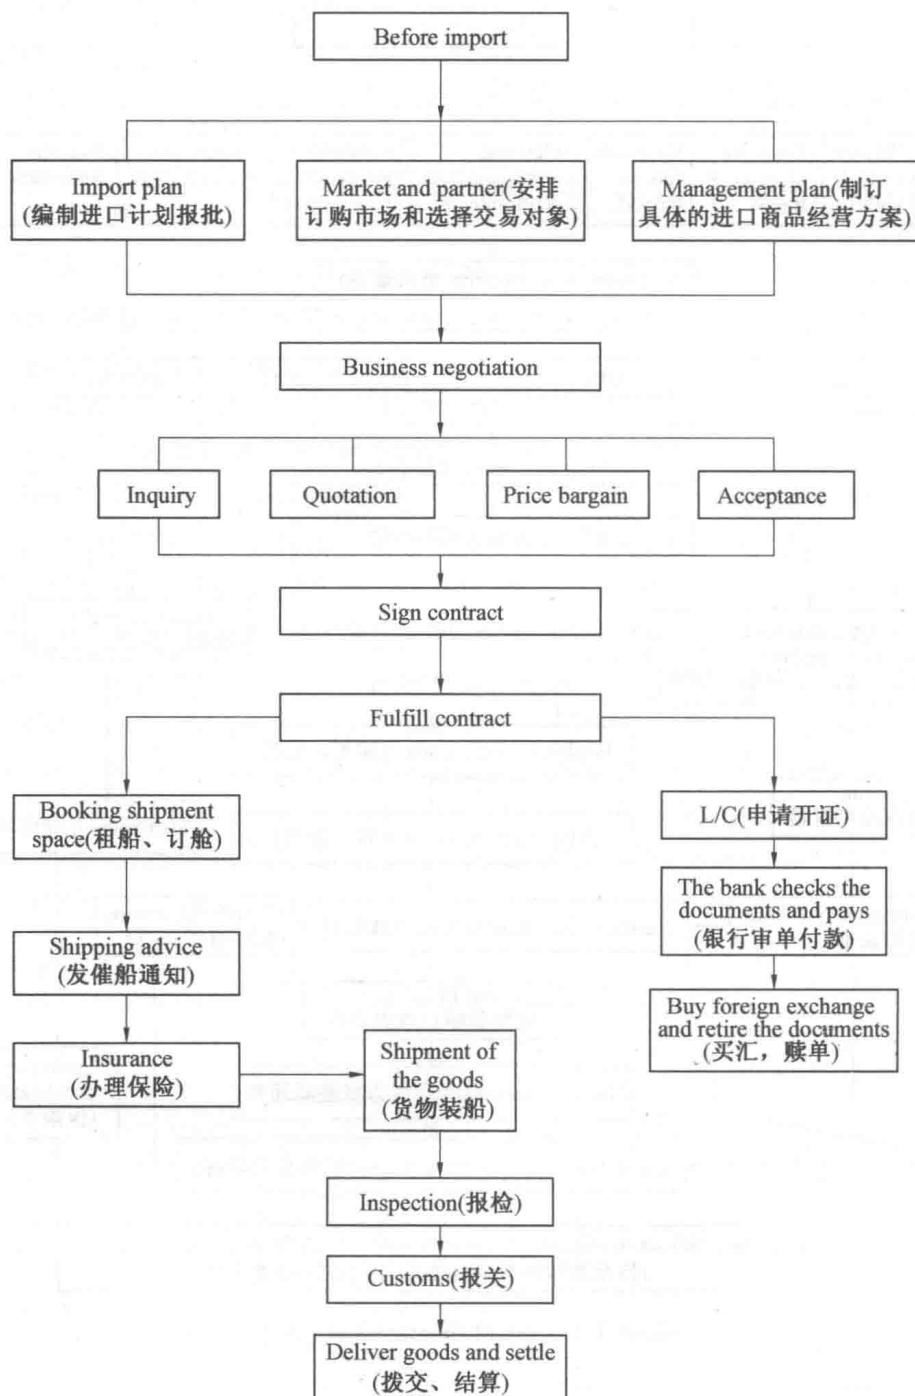 Before import
Import plan
(编制进口计划报批)
Market and partner(安排
订购市场和选择交易对象)
Management plan(制订
具体的进口商品经营方案)
Business negotiation
Inquiry
Quotation
Price bargain
Acceptance
Sign contract
Fulfill contract
Booking shipment
space(租船、订舱)
L/C(申请开证)
The bank checks the
documents and pays
(银行审单付款)
Shipping advice
(发催船通知)
Buy foreign exchange
and retire the documents
(买汇，赎单)
Insurance
(办理保险)
Shipment of
the goods
(货物装船)
Inspection(报检)
Customs(报关)
Deliver goods and settle
(拨交、结算)